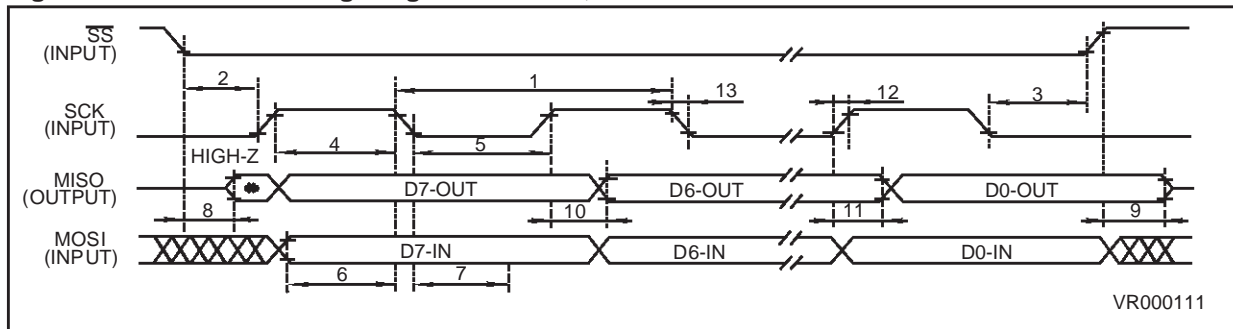 SS
(INPUT)
2
1
13
12
3
SCK
(INPUT)
4
5
HIGH-Z
MISO
(OUTPUT)
D7-OUT
D6-OUT
D0-OUT
8
10
11
9
MOSI
(INPUT)
D7-IN
D6-IN
D0-IN
6
7
VR000111